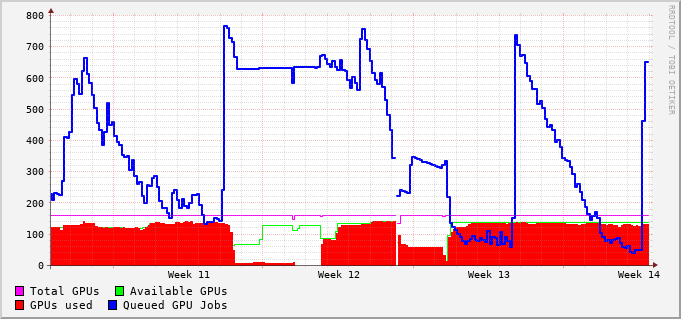 800
700
600
500
400
300
200
100
0
Week 11 Week 12 Week 13 Week 14
Total GPUs Available GPUs
GPUs used Queued GPU Jobs
RRDTOOL / TOBI OETIKER